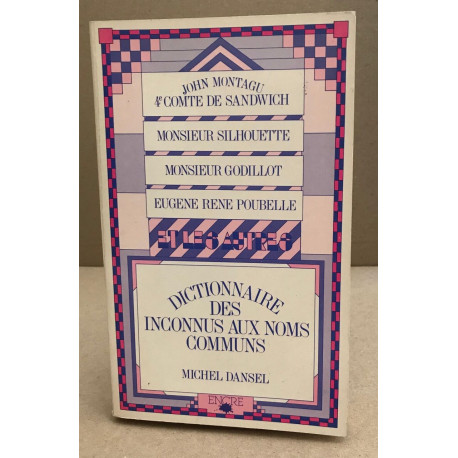 JOHN MONTAGU
4e COMTE DE SANDWICH
MONSIEUR SILHOUETTE
MONSIEUR GODILLOT
EUGENE RENE POUBELLE
ET LES AUTRES
DICTIONNAIRE
DES
INCONNUS AUX NOMS
COMMUNS
MICHEL DANSEL
ENCRE